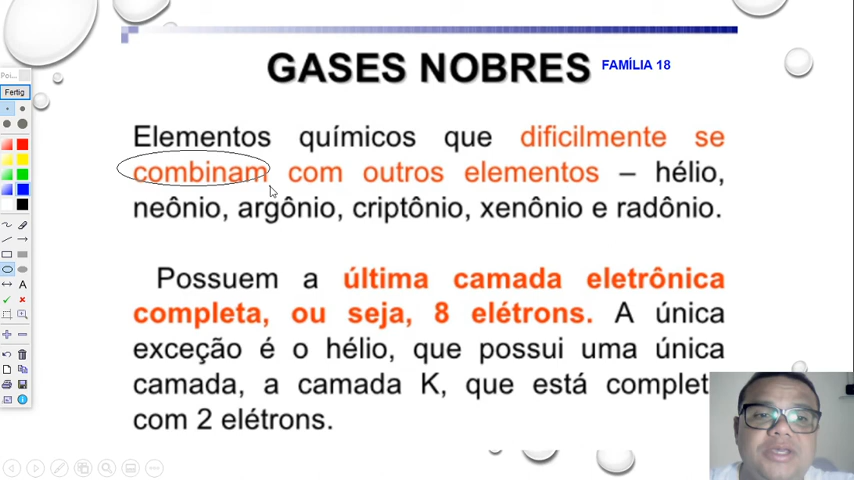 GASES NOBRES FAMÍLIA 18
Poi...
Fertig
Elementos químicos que dificilmente se
combinam com outros elementos – hélio,
neônio, argônio, criptônio, xenônio e radônio.
Possuem a última camada eletrônica
completa, ou seja, 8 elétrons. A única
exceção é o hélio, que possui uma única
camada, a camada K, que está complet
com 2 elétrons.